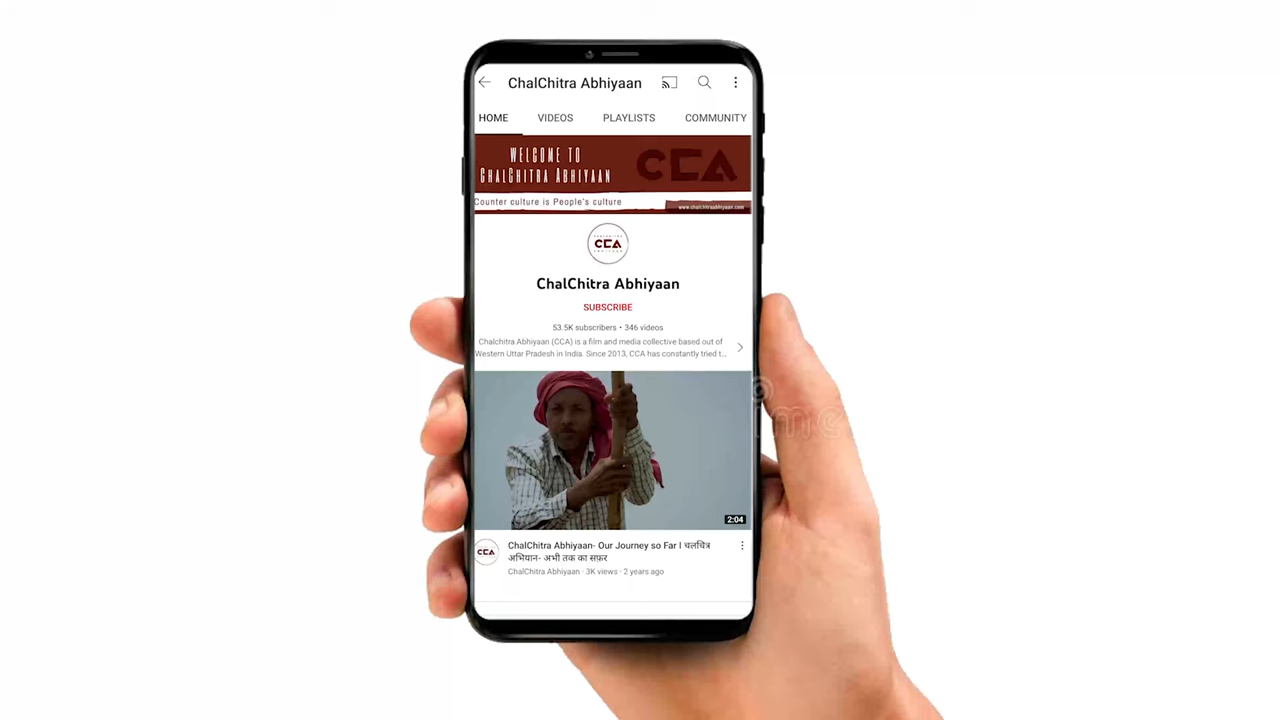 ChalChitra Abhiyaan
HOME VIDEOS PLAYLISTS COMMUNITY
WELCOME TO
CHALCHITRA ABHIYAAN
CCA
Counter culture is People's culture
www.chalchitraabhiyaan.com
CCA
ChalChitra Abhiyaan
SUBSCRIBE
53.5K subscribers • 346 videos
Chalchitra Abhiyaan (CCA) is a film and media collective based out of
Western Uttar Pradesh in India. Since 2013, CCA has constantly tried t...
2:04
CCA
ChalChitra Abhiyaan- Our Journey so Far I चलचित्र
अभियान- अभी तक का सफ़र
ChalChitra Abhiyaan · 3K views · 2 years ago